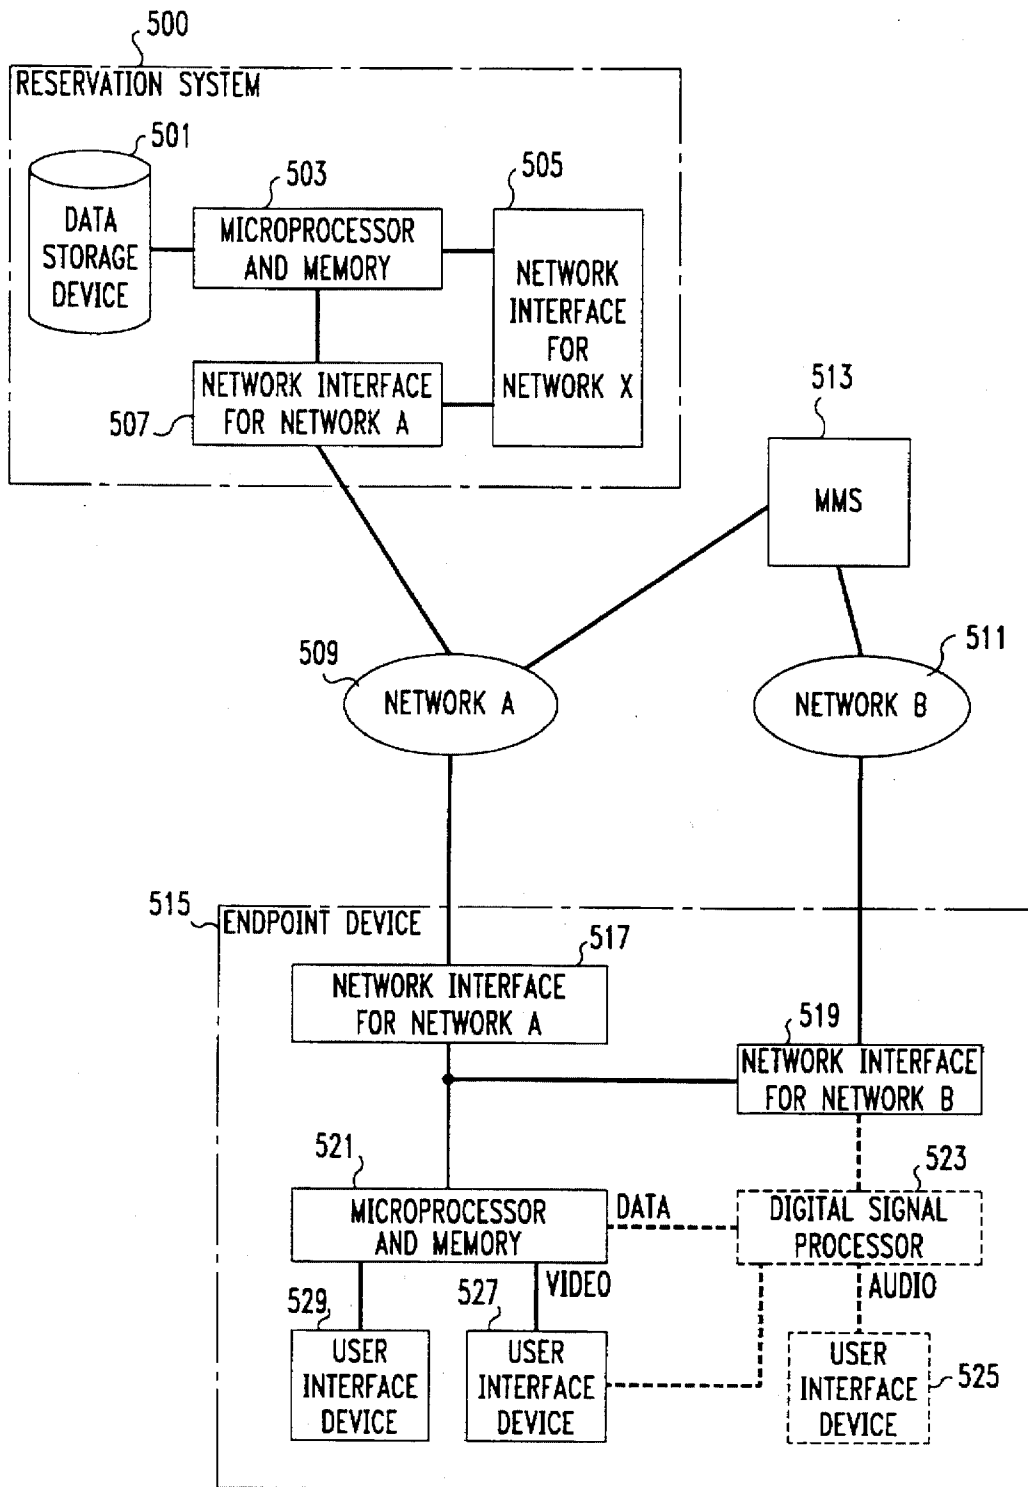 500
RESERVATION SYSTEM
501
503
505
DATA
STORAGE
DEVICE
MICROPROCESSOR
AND MEMORY
NETWORK
INTERFACE
FOR
NETWORK X
NETWORK INTERFACE
FOR NETWORK A
507
513
MMS
509
NETWORK A
511
NETWORK B
515
ENDPOINT DEVICE
517
NETWORK INTERFACE
FOR NETWORK A
519
NETWORK INTERFACE
FOR NETWORK B
521
MICROPROCESSOR
AND MEMORY
DATA
523
DIGITAL SIGNAL
PROCESSOR
VIDEO
AUDIO
529
USER
INTERFACE
DEVICE
527
USER
INTERFACE
DEVICE
USER
INTERFACE
DEVICE
525